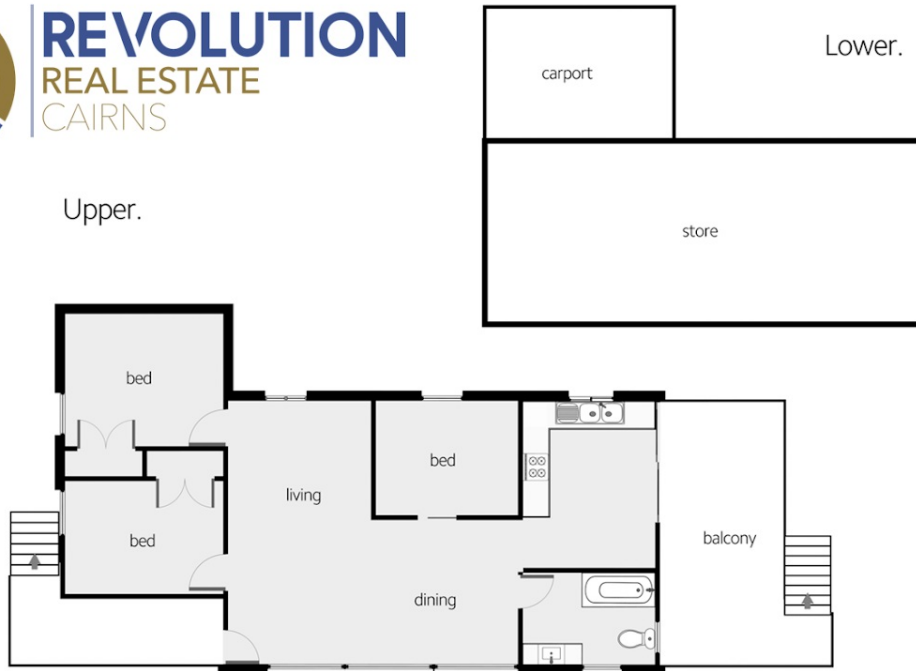 REVOLUTION
REAL ESTATE
CAIRNS
Lower.
carport
store
Upper.
bed
bed
living
bed
balcony
dining